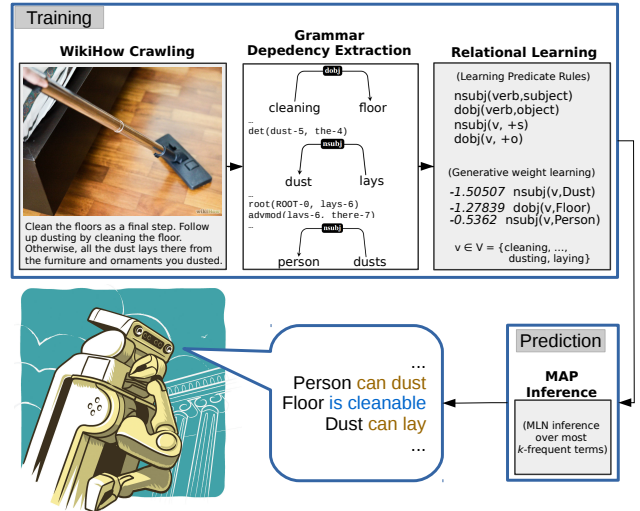 Training
WikiHow Crawling
Clean the floors as a final step. Follow
up dusting by cleaning the floor.
Otherwise, all the dust lays there from
the furniture and ornaments you dusted.
Grammar
Depedency Extraction
dobj
cleaning floor
...
det(dust-5, the-4)
nsubj
dust lays
...
root(ROOT-0, lays-6)
advmod(lays-6, there-7)
...
nsubj
person dusts
Relational Learning
(Learning Predicate Rules)
nsubj(verb,subject)
dobj(verb,object)
nsubj(v, +s)
dobj(v, +o)
(Generative weight learning)
-1.50507 nsubj(v,Dust)
-1.27839 dobj(v,Floor)
-0.5362 nsubj(v,Person)
v ∈ V = {cleaning, ...,
dusting, laying}
...
Person can dust
Floor is cleanable
Dust can lay
...
Prediction
MAP
Inference
(MLN inference
over most
k-frequent terms)